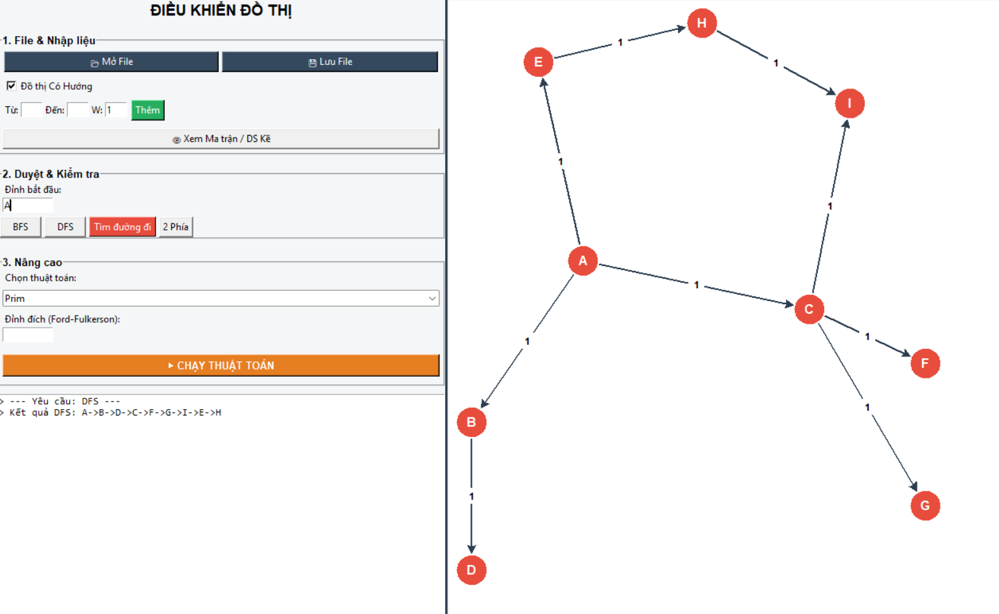 ĐIỀU KHIỂN ĐỒ THỊ
1. File & Nhập liệu
Mở File
Lưu File
Đồ thị Có Hướng
Từ: Đến: W: 1 Thêm
Xem Ma trận / DS Kề
2. Duyệt & Kiểm tra
Đỉnh bắt đầu:
A
BFS DFS Tìm đường đi 2 Phía
3. Nâng cao
Chọn thuật toán:
Prim
Đỉnh đích (Ford-Fulkerson):
CHẠY THUẬT TOÁN
> --- Yêu cầu: DFS ---
> Kết quả DFS: A->B->D->C->F->G->I->E->H
H
1
E
1
I
1
1
A
1
C
1
1
F
1
B
1
G
D